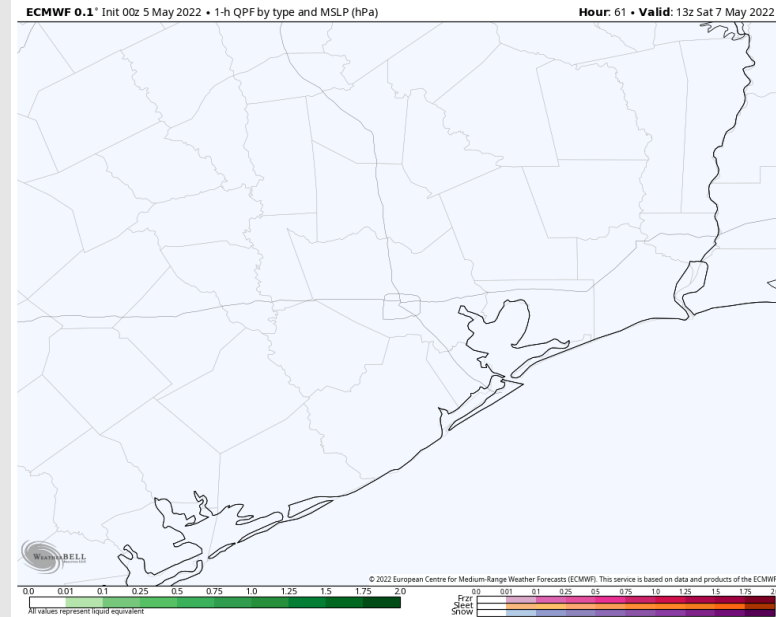 ECMWF 0.1° Init 00z 5 May 2022 • 1-h QPF by type and MSLP (hPa)
Hour: 61 • Valid: 13z Sat 7 May 2022
WEATHERBELL
© 2022 European Centre for Medium-Range Weather Forecasts (ECMWF). This service is based on data and products of the ECMWF
0.0 0.01 0.1 0.25 0.5 0.75 1.0 1.25 1.5 1.75 2.0
All values represent liquid equivalent
0.0 0.01 0.1 0.25 0.5 0.75 1.0 1.25 1.5 1.75 2.
Frzr
Sleet
Snow